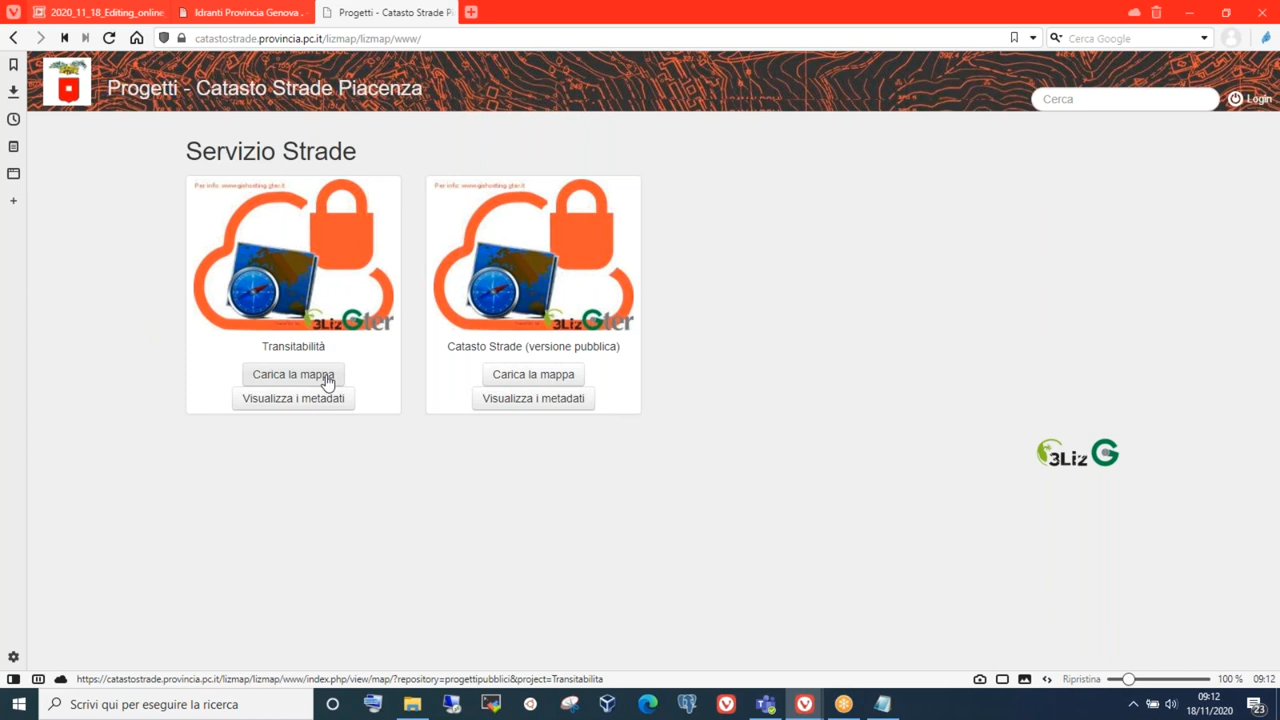 2020_11_18_Editing_online
Idranti Provincia Genova .
Progetti - Catasto Strade Pi
catastostrade.provincia.pc.it/lizmap/lizmap/www/
Cerca Google
Progetti - Catasto Strade Piacenza
Cerca
Login
Servizio Strade
Per info: www.gishosting.gter.it
Per info: www.gishosting.gter.it
3Liz Gter
3Liz Gter
Transitabilità
Catasto Strade (versione pubblica)
Carica la mappa
Carica la mappa
Visualizza i metadati
Visualizza i metadati
3Liz G
https://catastostrade.provincia.pc.it/lizmap/lizmap/www/index.php/view/map/?repository=progettipubblici&project=Transitabilita
Ripristina
100 %
09:12
Scrivi qui per eseguire la ricerca
09:12
18/11/2020
23